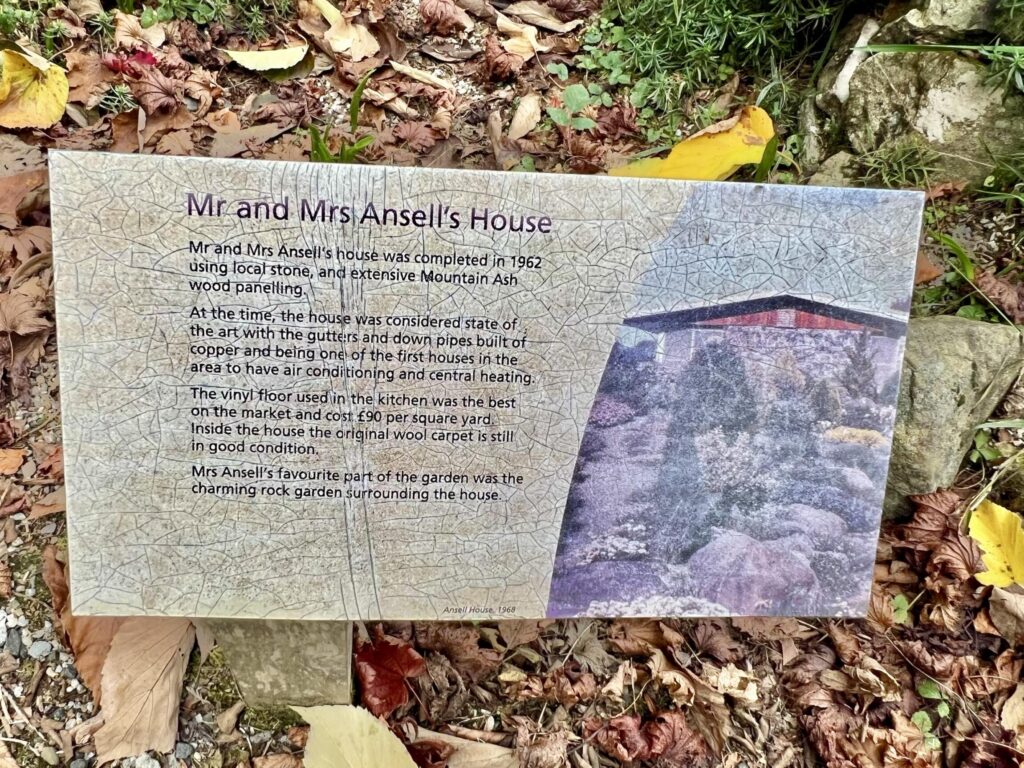 Mr and Mrs Ansell's House
Mr and Mrs Ansell's house was completed in 1962
using local stone, and extensive Mountain Ash
wood panelling.
At the time, the house was considered state of
the art with the gutters and down pipes built of
copper and being one of the first houses in the
area to have air conditioning and central heating.
The vinyl floor used in the kitchen was the best
on the market and cost £90 per square yard.
Inside the house the original wool carpet is still
in good condition.
Mrs Ansell's favourite part of the garden was the
charming rock garden surrounding the house.
Ansell House, 1968